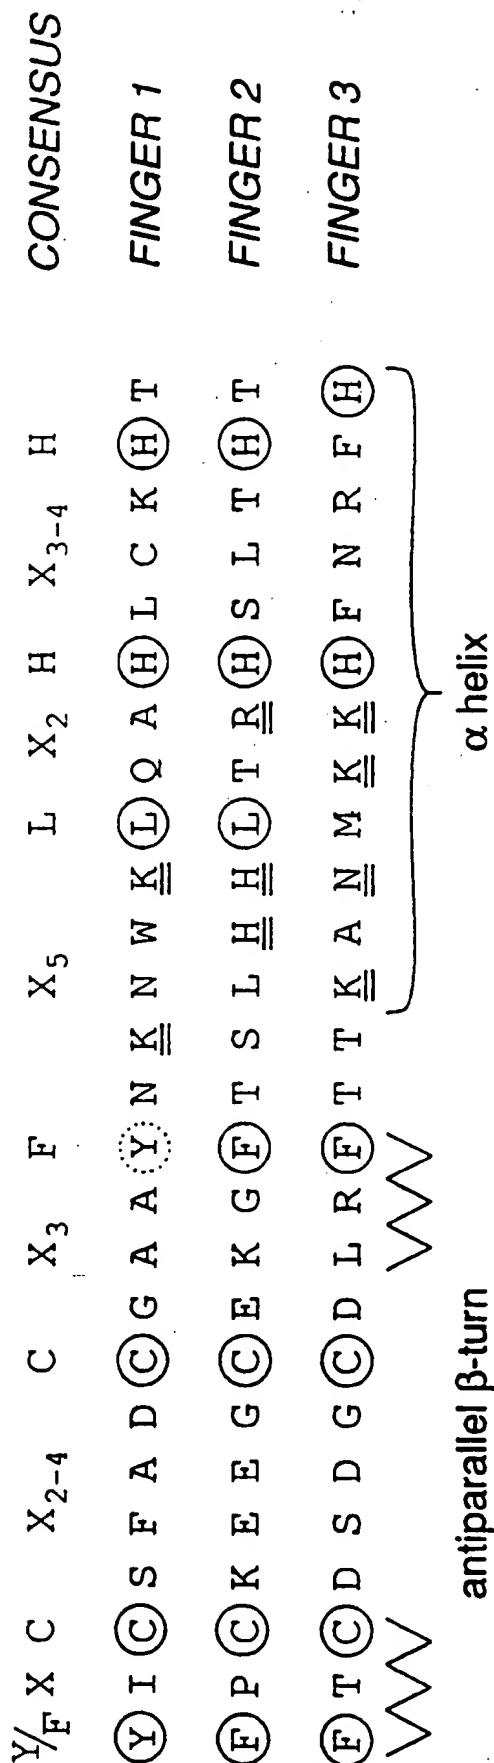 Y/F X C X₂₋₄ C X₃ F X₅ L X₂ H X₃₋₄ H CONSENSUS
Y I C S F A D C G A A Y N K N W K L Q A H L C K H T FINGER 1
F P C K E E G C E K G F T S L H H L T R H S L T H T FINGER 2
F T C D S D G C D L R F T T K A N M K K H F N R F H FINGER 3
antiparallel β-turn α helix